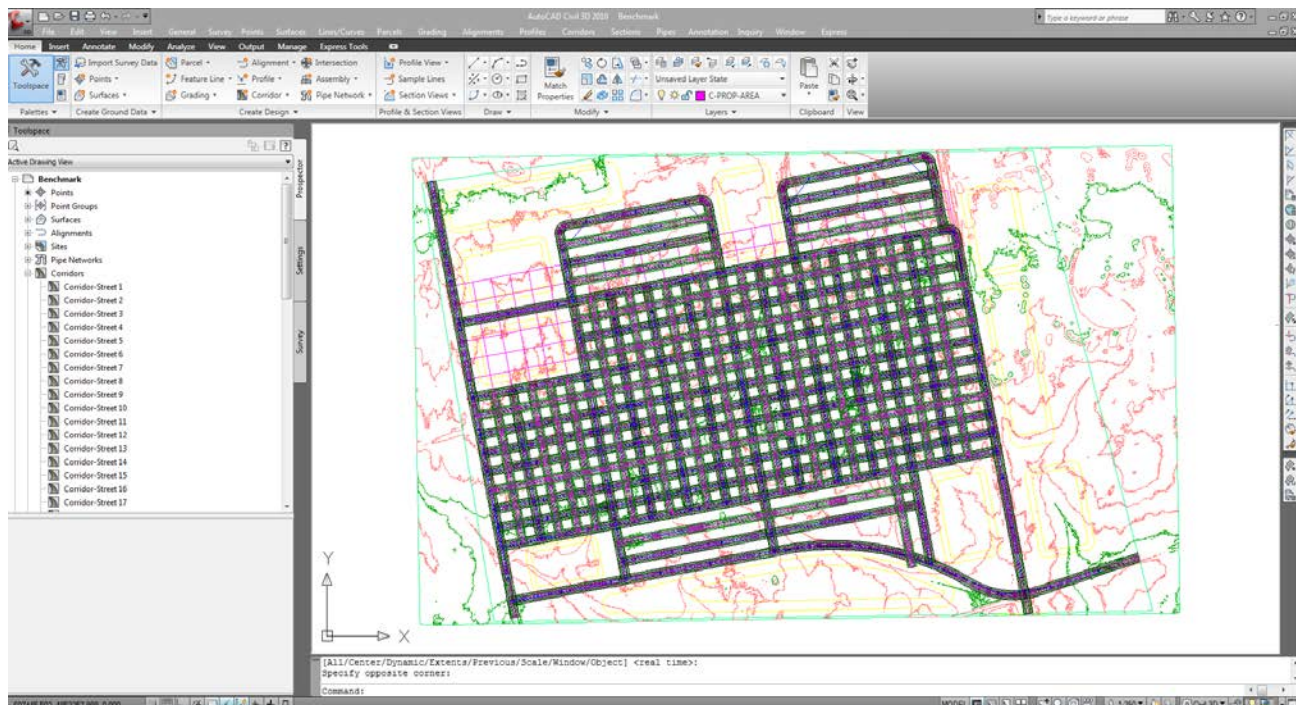 AutoCAD Civil 3D 2010 Benchmark
Type a keyword or phrase
File Edit View Insert General Survey Points Surfaces Lines/Curves Parcels Grading Alignments Profiles Corridors Sections Pipes Annotation Inquiry Window Express
Home Insert Annotate Modify Analyze View Output Manage Express Tools
Import Survey Data Parcel Alignment Intersection Profile View
Toolspace Points Feature Line Profile Assembly Sample Lines Match Properties Unsaved Layer State Paste
Surfaces Grading Corridor Pipe Network Section Views C-PROP-AREA
Palettes Create Ground Data Create Design Profile & Section Views Draw Modify Layers Clipboard View
Toolspace
Active Drawing View
Prospector
Settings
Survey
Benchmark
Points
Point Groups
Surfaces
Alignments
Sites
Pipe Networks
Corridors
Corridor-Street 1
Corridor-Street 2
Corridor-Street 3
Corridor-Street 4
Corridor-Street 5
Corridor-Street 6
Corridor-Street 7
Corridor-Street 8
Corridor-Street 9
Corridor-Street 10
Corridor-Street 11
Corridor-Street 12
Corridor-Street 13
Corridor-Street 14
Corridor-Street 15
Corridor-Street 16
Corridor-Street 17
Y
X
[All/Center/Dynamic/Extents/Previous/Scale/Window/Object] <real time>:
Specify opposite corner:
Command:
MODEL